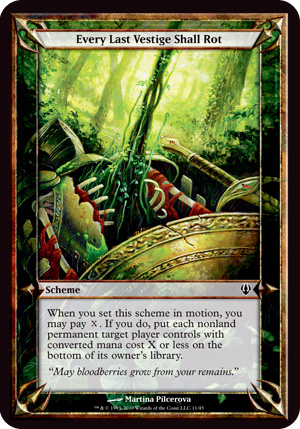 Every Last Vestige Shall Rot
Scheme
When you set this scheme in motion, you
may pay X. If you do, put each nonland
permanent target player controls with
converted mana cost X or less on the
bottom of its owner's library.
"May bloodberries grow from your remains."
Martina Pilcerova
™ & © 1993–2010 Wizards of the Coast LLC 11/45